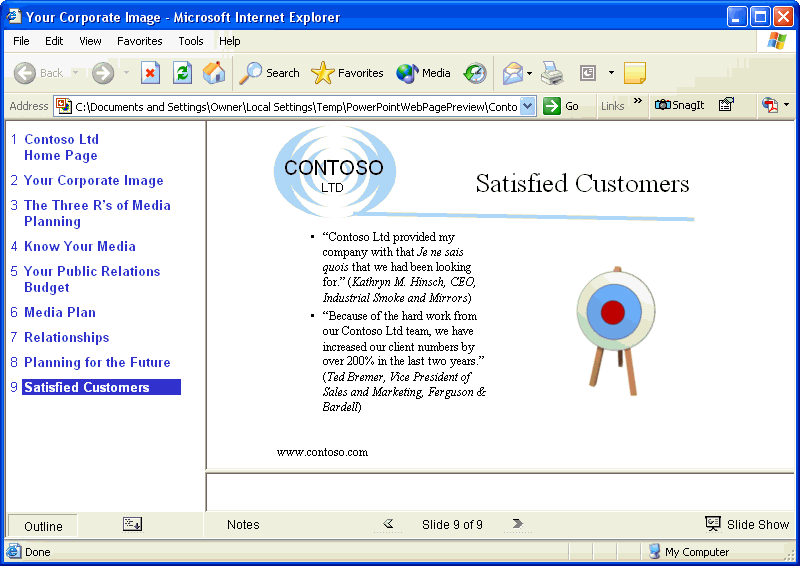 Your Corporate Image - Microsoft Internet Explorer
File Edit View Favorites Tools Help
Back Search Favorites Media
Address C:\Documents and Settings\Owner\Local Settings\Temp\PowerPointWebPagePreview\Conto Go Links » SnagIt
1 Contoso Ltd
Home Page
2 Your Corporate Image
3 The Three R's of Media
Planning
4 Know Your Media
5 Your Public Relations
Budget
6 Media Plan
7 Relationships
8 Planning for the Future
9 Satisfied Customers
CONTOSO
LTD
Satisfied Customers
• “Contoso Ltd provided my
company with that Je ne sais
quois that we had been looking
for.” (Kathryn M. Hinsch, CEO,
Industrial Smoke and Mirrors)
• “Because of the hard work from
our Contoso Ltd team, we have
increased our client numbers by
over 200% in the last two years.”
(Ted Bremer, Vice President of
Sales and Marketing, Ferguson &
Bardell)
www.contoso.com
Outline Notes Slide 9 of 9 Slide Show
Done My Computer